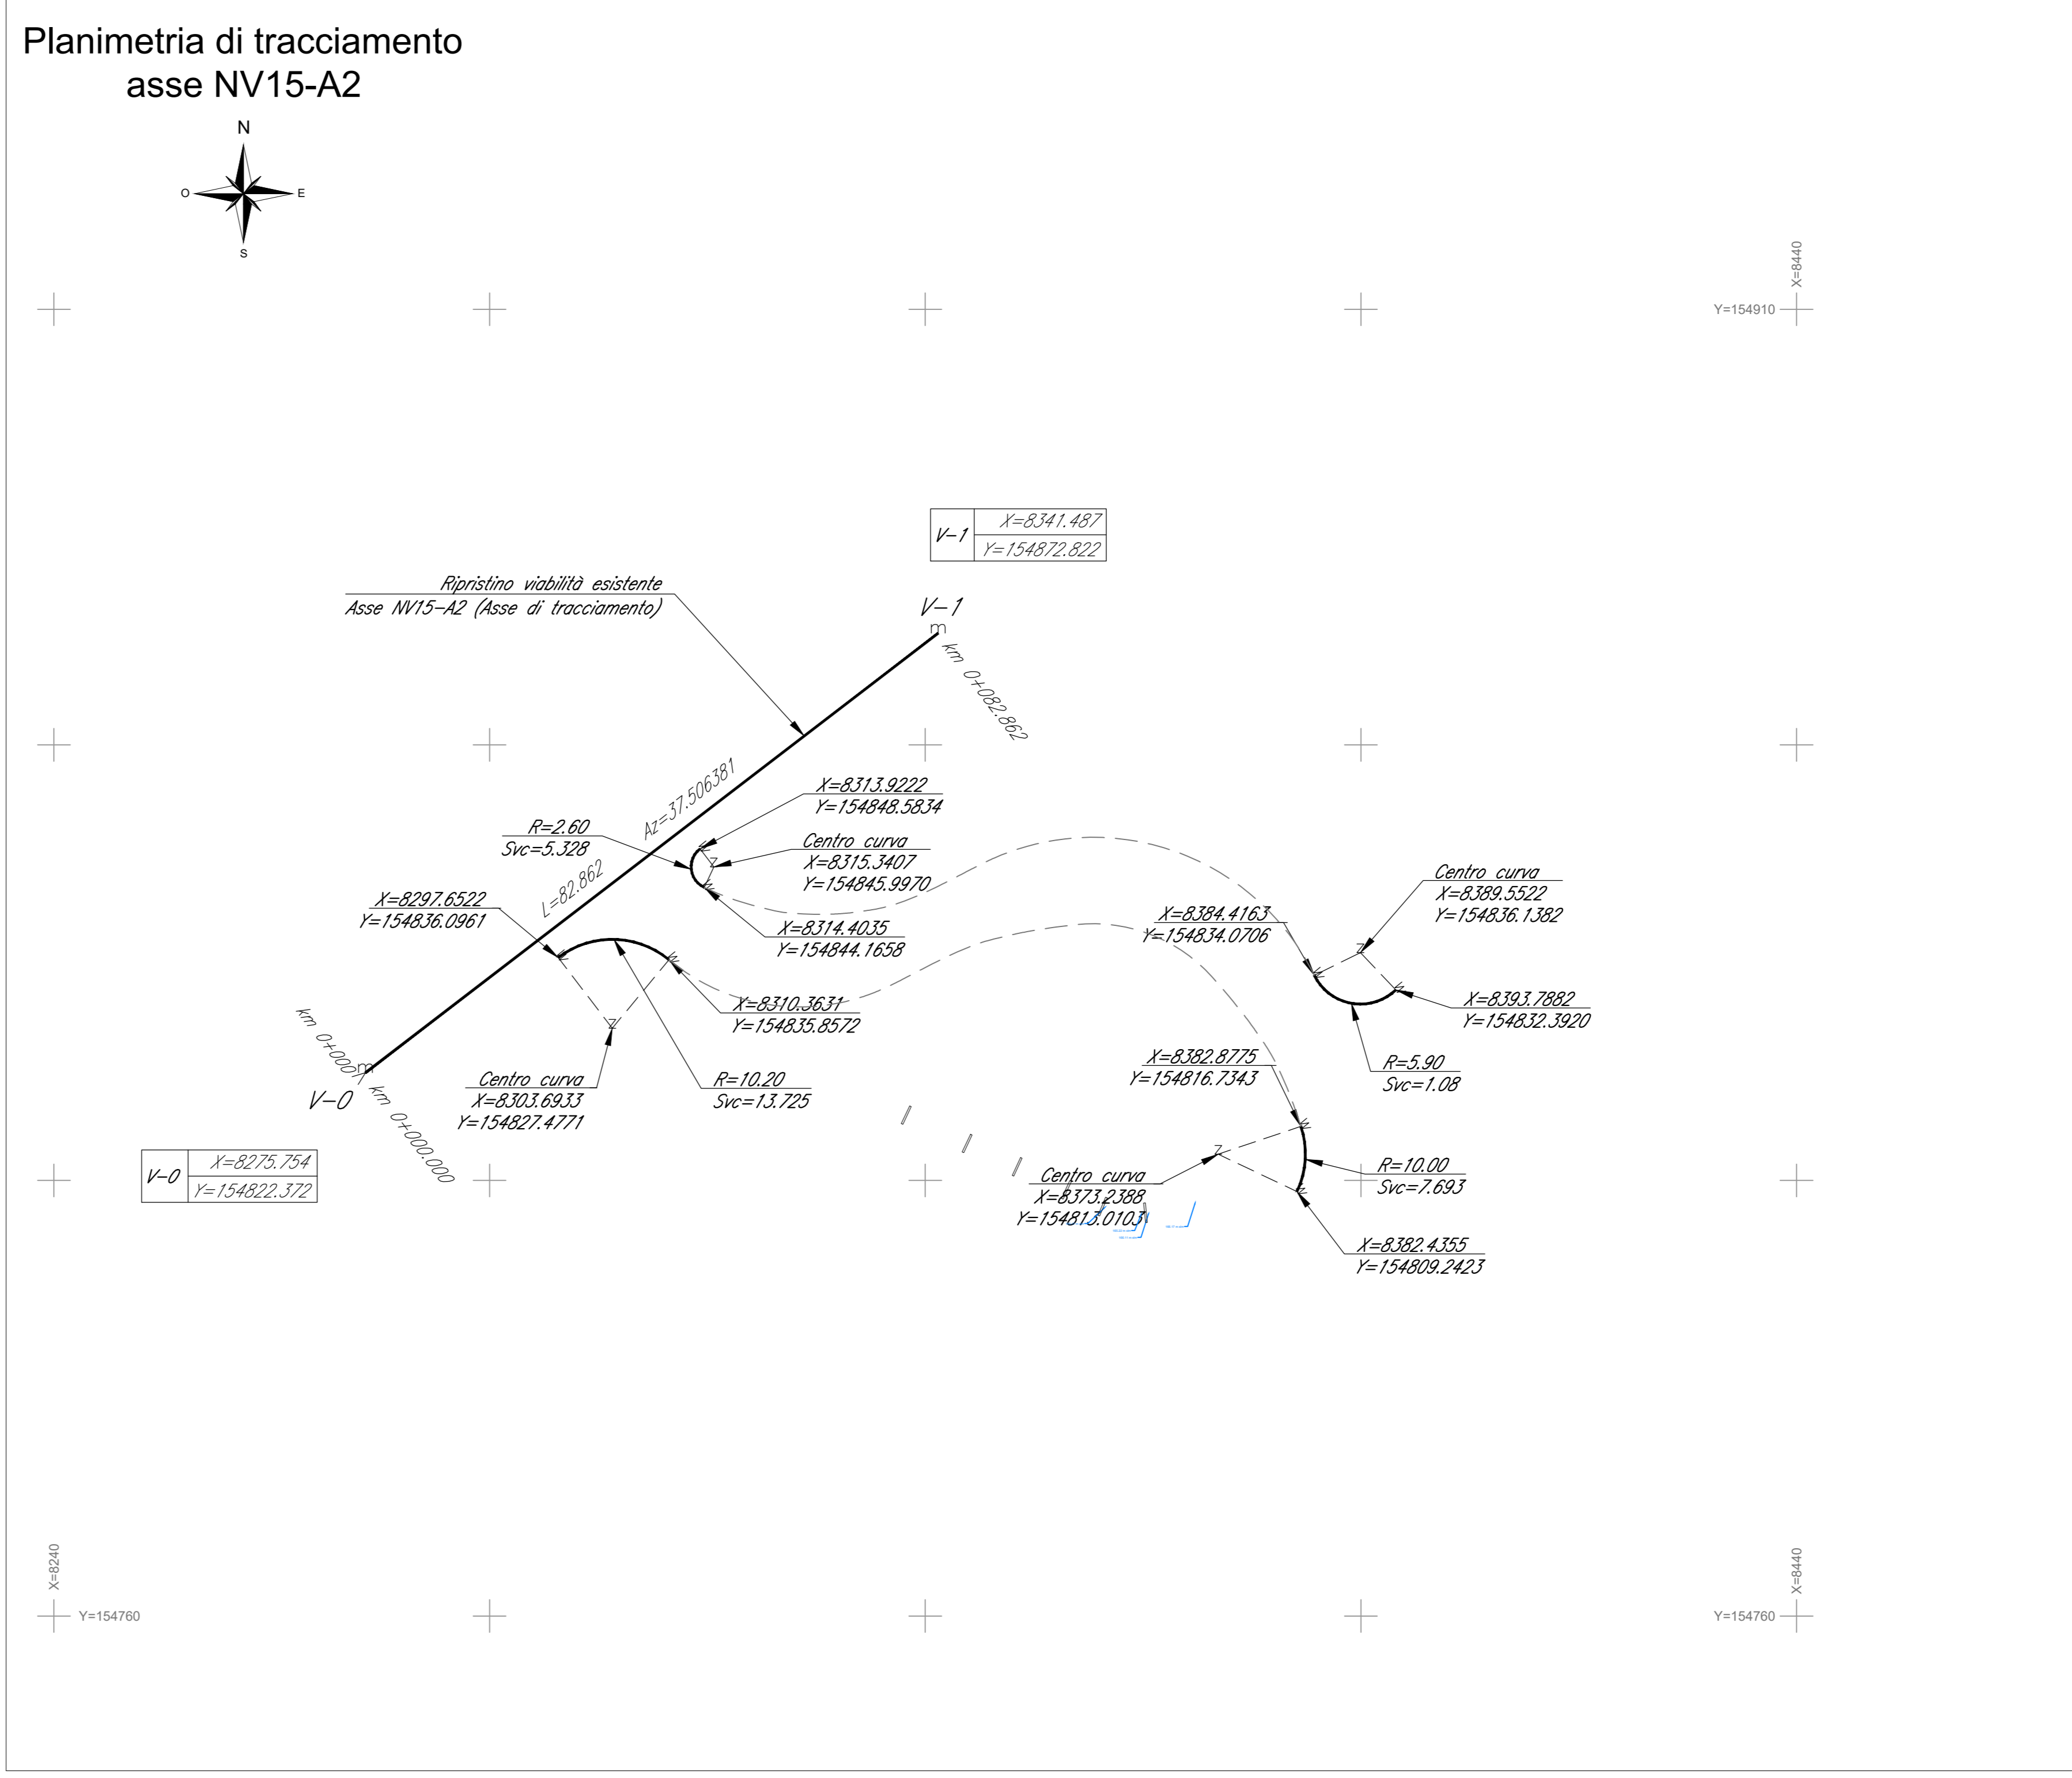 Planimetria di tracciamento
asse NV15-A2
N
O
E
S
X=8440
Y=154910
V-1
X=8341.487
Y=154872.822
Ripristino viabilità esistente
Asse NV15-A2 (Asse di tracciamento)
V-1
m
km 0+082.862
Az=37.506381
L=82.862
X=8313.9222
Y=154848.5834
R=2.60
Svc=5.328
Centro curva
X=8315.3407
Y=154845.9970
X=8314.4035
Y=154844.1658
X=8297.6522
Y=154836.0961
X=8310.3631
Y=154835.8572
Centro curva
X=8303.6933
Y=154827.4771
R=10.20
Svc=13.725
Centro curva
X=8389.5522
Y=154836.1382
X=8384.4163
Y=154834.0706
X=8393.7882
Y=154832.3920
R=5.90
Svc=1.08
X=8382.8775
Y=154816.7343
R=10.00
Svc=7.693
Centro curva
X=8373.2388
Y=154813.0103
X=8382.4355
Y=154809.2423
km 0+000
m
V-0
km 0+000.000
V-0
X=8275.754
Y=154822.372
X=8240
Y=154760
X=8440
Y=154760